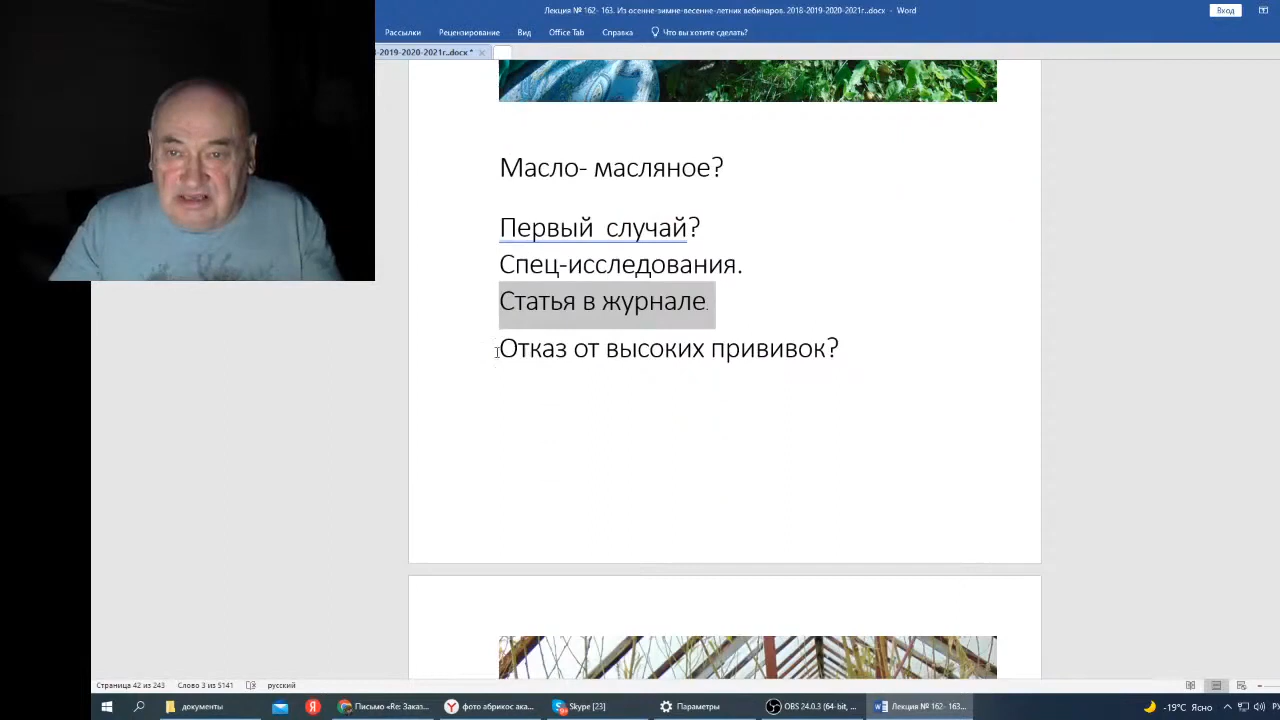 Лекция № 162- 163. Из осенне-зимне-весенне-летних вебинаров. 2018-2019-2020-2021г..docx - Word
Вход
Рассылки Рецензирование Вид Office Tab Справка Что вы хотите сделать?
-2019-2020-2021г..docx *
Масло- масляное?
Первый случай?
Спец-исследования.
Статья в журнале.
Отказ от высоких прививок?
Страница 42 из 243 Слово 3 из 5141 русский
документы
Письмо «Re: Заказ...
фото абрикос ака...
Skype [23]
Параметры
OBS 24.0.3 (64-bit, ...
Лекция № 162- 163...
-19°C Ясно